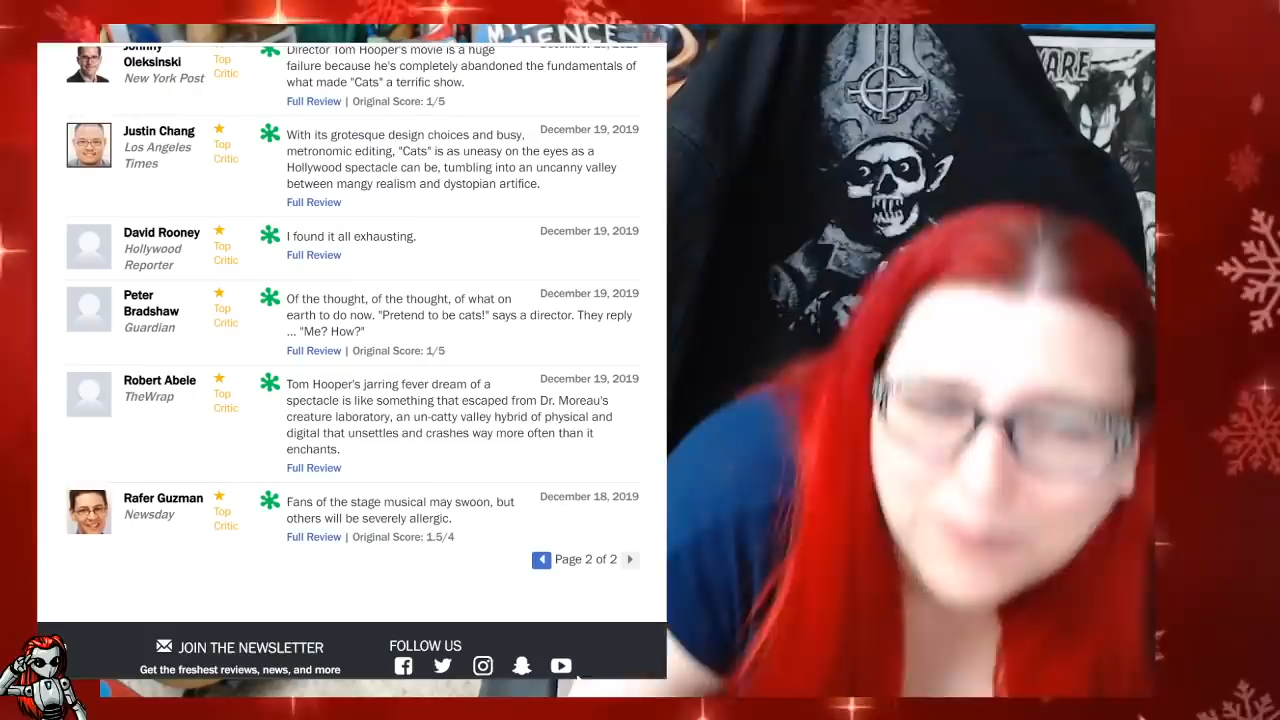 MY
SCIENCE
Johnny
Oleksinski
New York Post
Top
Critic
Director Tom Hooper's movie is a huge
failure because he's completely abandoned the fundamentals of
what made "Cats" a terrific show.
Full Review | Original Score: 1/5
Justin Chang
Los Angeles
Times
Top
Critic
December 19, 2019
With its grotesque design choices and busy,
metronomic editing, "Cats" is as uneasy on the eyes as a
Hollywood spectacle can be, tumbling into an uncanny valley
between mangy realism and dystopian artifice.
Full Review
David Rooney
Hollywood
Reporter
Top
Critic
December 19, 2019
I found it all exhausting.
Full Review
Peter
Bradshaw
Guardian
Top
Critic
December 19, 2019
Of the thought, of the thought, of what on
earth to do now. "Pretend to be cats!" says a director. They reply
... "Me? How?"
Full Review | Original Score: 1/5
Robert Abele
TheWrap
Top
Critic
December 19, 2019
Tom Hooper's jarring fever dream of a
spectacle is like something that escaped from Dr. Moreau's
creature laboratory, an un-catty valley hybrid of physical and
digital that unsettles and crashes way more often than it
enchants.
Full Review
Rafer Guzman
Newsday
Top
Critic
December 18, 2019
Fans of the stage musical may swoon, but
others will be severely allergic.
Full Review | Original Score: 1.5/4
Page 2 of 2
JOIN THE NEWSLETTER
Get the freshest reviews, news, and more
FOLLOW US